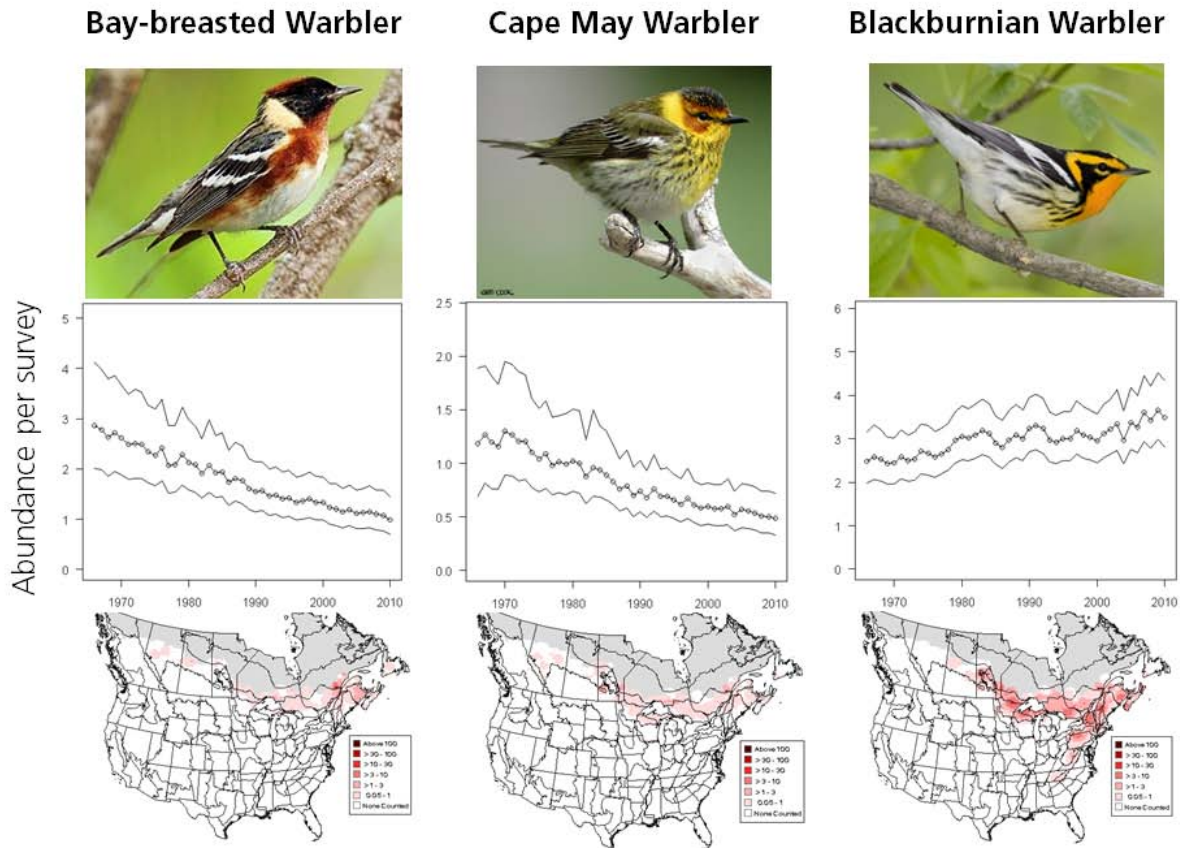 Bay-breasted Warbler
Cape May Warbler
Blackburnian Warbler
Abundance per survey
5
4
3
2
1
0
1970 1980 1990 2000 2010
2.5
2.0
1.5
1.0
0.5
0.0
1970 1980 1990 2000 2010
6
5
4
3
2
1
0
1970 1980 1990 2000 2010
Above 100
>30 - 100
>10 - 30
>3 - 10
>1 - 3
0.05 - 1
None Counted
Above 100
>30 - 100
>10 - 30
>3 - 10
>1 - 3
0.05 - 1
None Counted
Above 100
>30 - 100
>10 - 30
>3 - 10
>1 - 3
0.05 - 1
None Counted